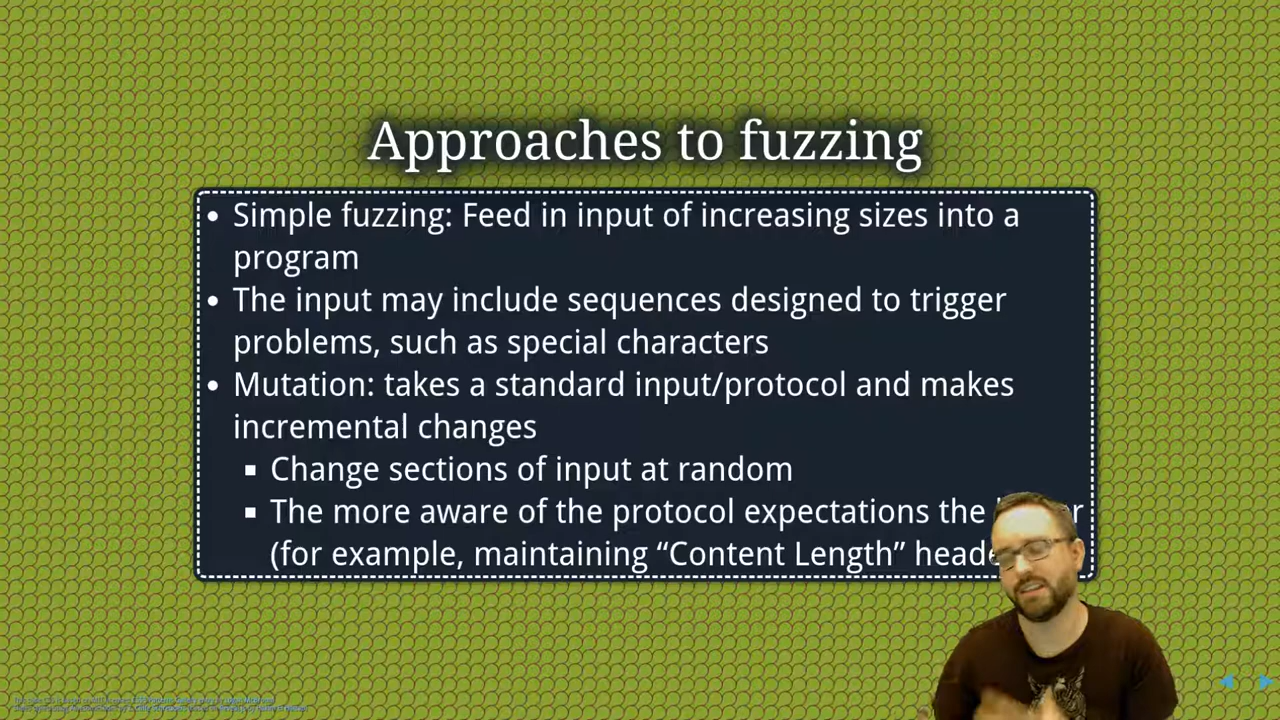 Approaches to fuzzing
• Simple fuzzing: Feed in input of increasing sizes into a
program
• The input may include sequences designed to trigger
problems, such as special characters
• Mutation: takes a standard input/protocol and makes
incremental changes
▪ Change sections of input at random
▪ The more aware of the protocol expectations the
(for example, maintaining “Content Length”